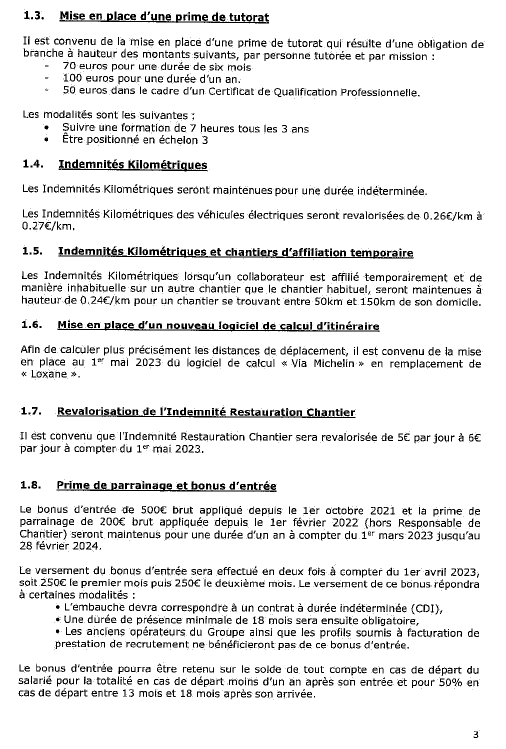 1.3. Mise en place d'une prime de tutorat
Il est convenu de la mise en place d'une prime de tutorat qui résulte d'une obligation de
branche à hauteur des montants suivants, par personne tutorée et par mission :
- 70 euros pour une durée de six mois
- 100 euros pour une durée d'un an.
- 50 euros dans le cadre d'un Certificat de Qualification Professionnelle.
Les modalités sont les suivantes :
• Suivre une formation de 7 heures tous les 3 ans
• Être positionné en échelon 3
1.4. Indemnités Kilométriques
Les Indemnités Kilométriques seront maintenues pour une durée indéterminée.
Les Indemnités Kilométriques des véhicules électriques seront revalorisées de 0.26€/km à
0.27€/km.
1.5. Indemnités Kilométriques et chantiers d'affiliation temporaire
Les Indemnités Kilométriques lorsqu'un collaborateur est affilié temporairement et de
manière inhabituelle sur un autre chantier que le chantier habituel, seront maintenues à
hauteur de 0.24€/km pour un chantier se trouvant entre 50km et 150km de son domicile.
1.6. Mise en place d'un nouveau logiciel de calcul d'itinéraire
Afin de calculer plus précisément les distances de déplacement, il est convenu de la mise
en place au 1er mai 2023 du logiciel de calcul « Via Michelin » en remplacement de
« Loxane ».
1.7. Revalorisation de l'Indemnité Restauration Chantier
Il est convenu que l'Indemnité Restauration Chantier sera revalorisée de 5€ par jour à 6€
par jour à compter du 1er mai 2023.
1.8. Prime de parrainage et bonus d'entrée
Le bonus d'entrée de 500€ brut appliqué depuis le 1er octobre 2021 et la prime de
parrainage de 200€ brut appliquée depuis le 1er février 2022 (hors Responsable de
Chantier) seront maintenus pour une durée d'un an à compter du 1er mars 2023 jusqu'au
28 février 2024.
Le versement du bonus d'entrée sera effectué en deux fois à compter du 1er avril 2023,
soit 250€ le premier mois puis 250€ le deuxième mois. Le versement de ce bonus répondra
à certaines modalités :
• L'embauche devra correspondre à un contrat à durée indéterminée (CDI),
• Une durée de présence minimale de 18 mois sera ensuite obligatoire,
• Les anciens opérateurs du Groupe ainsi que les profils soumis à facturation de
prestation de recrutement ne bénéficieront pas de ce bonus d'entrée.
Le bonus d'entrée pourra être retenu sur le solde de tout compte en cas de départ du
salarié pour la totalité en cas de départ moins d'un an après son entrée et pour 50% en
cas de départ entre 13 mois et 18 mois après son arrivée.
3